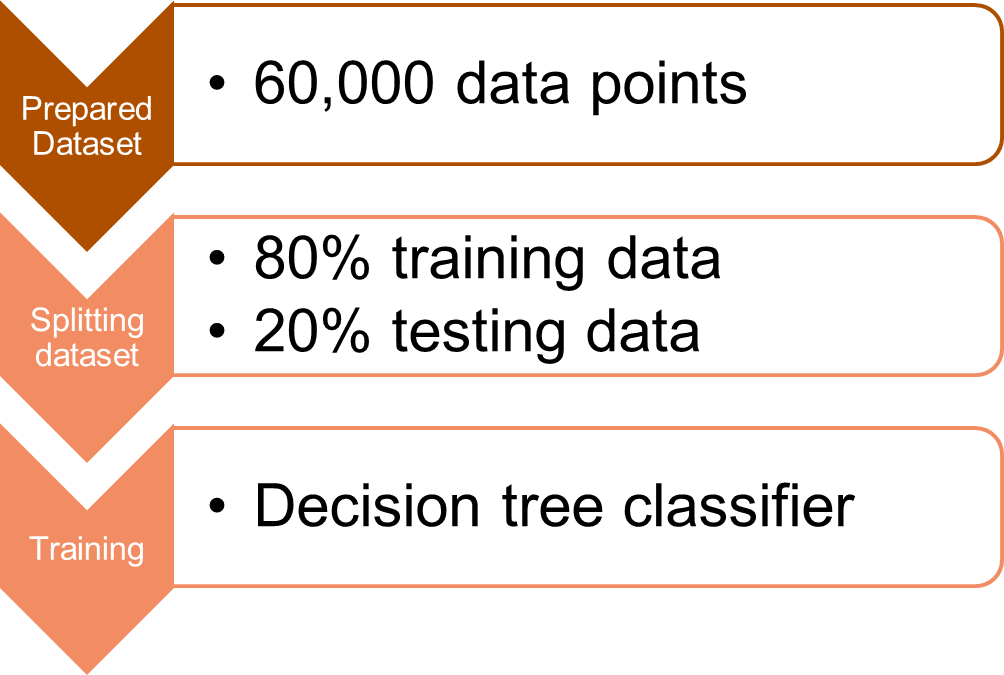 Prepared
Dataset
• 60,000 data points
Splitting
dataset
• 80% training data
• 20% testing data
Training
• Decision tree classifier